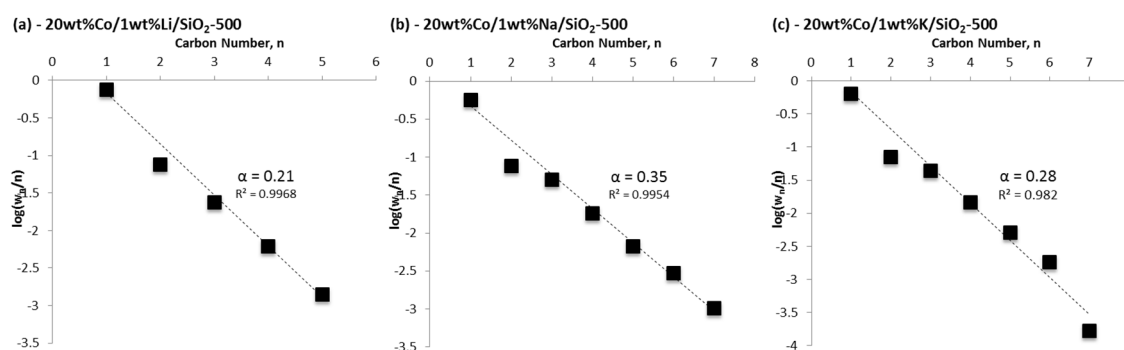 (a) - 20wt%Co/1wt%Li/SiO₂-500
Carbon Number, n
0 1 2 3 4 5 6
0
-0.5
-1
-1.5
-2
-2.5
-3
-3.5
log(wₙ/n)
α = 0.21
R² = 0.9968
(b) - 20wt%Co/1wt%Na/SiO₂-500
Carbon Number, n
0 1 2 3 4 5 6 7 8
0
-0.5
-1
-1.5
-2
-2.5
-3
-3.5
log(wₙ/n)
α = 0.35
R² = 0.9954
(c) - 20wt%Co/1wt%K/SiO₂-500
Carbon Number, n
0 1 2 3 4 5 6 7
0
-0.5
-1
-1.5
-2
-2.5
-3
-3.5
-4
log(wₙ/n)
α = 0.28
R² = 0.982